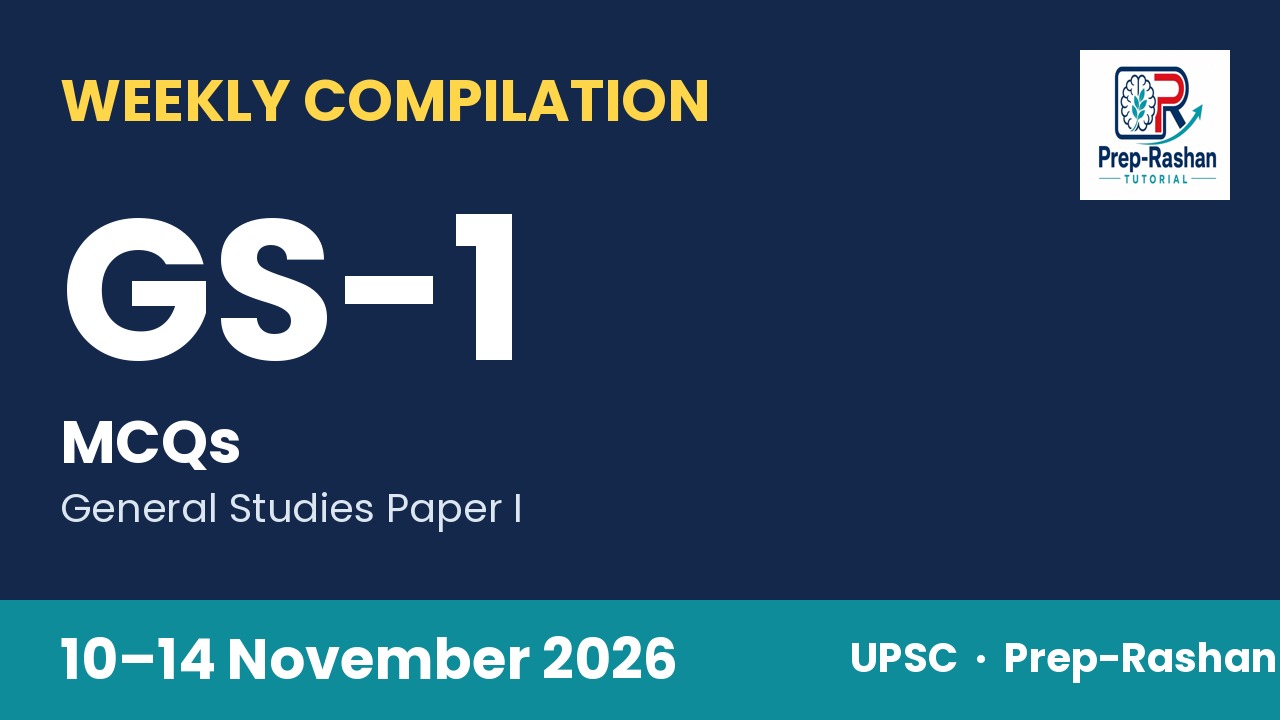 WEEKLY COMPILATION
R
Prep-Rashan
TUTORIAL
GS-1
MCQs
General Studies Paper I
10–14 November 2026
UPSC · Prep-Rashan